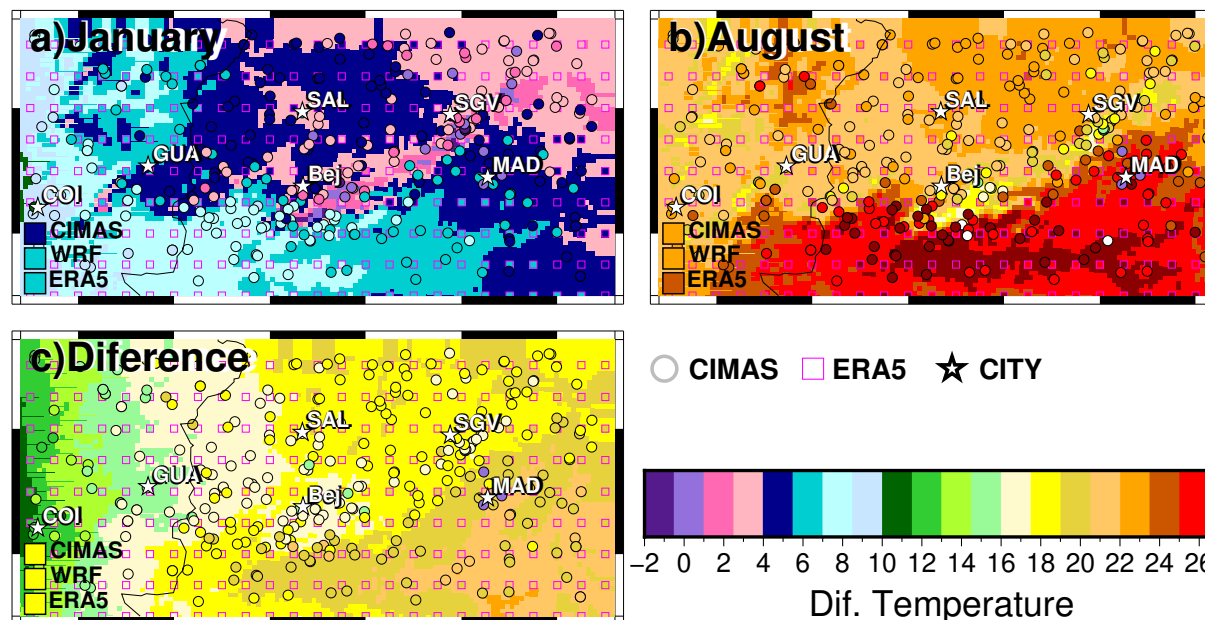 a)January
SAL
SGV
GUA
Bej
MAD
COI
CIMAS
WRF
ERA5
b)August
SAL
SGV
GUA
Bej
MAD
COI
CIMAS
WRF
ERA5
c)Diference
SAL
SGV
GUA
Bej
MAD
COI
CIMAS
WRF
ERA5
CIMAS ERA5 CITY
−2 0 2 4 6 8 10 12 14 16 18 20 22 24 26
Dif. Temperature